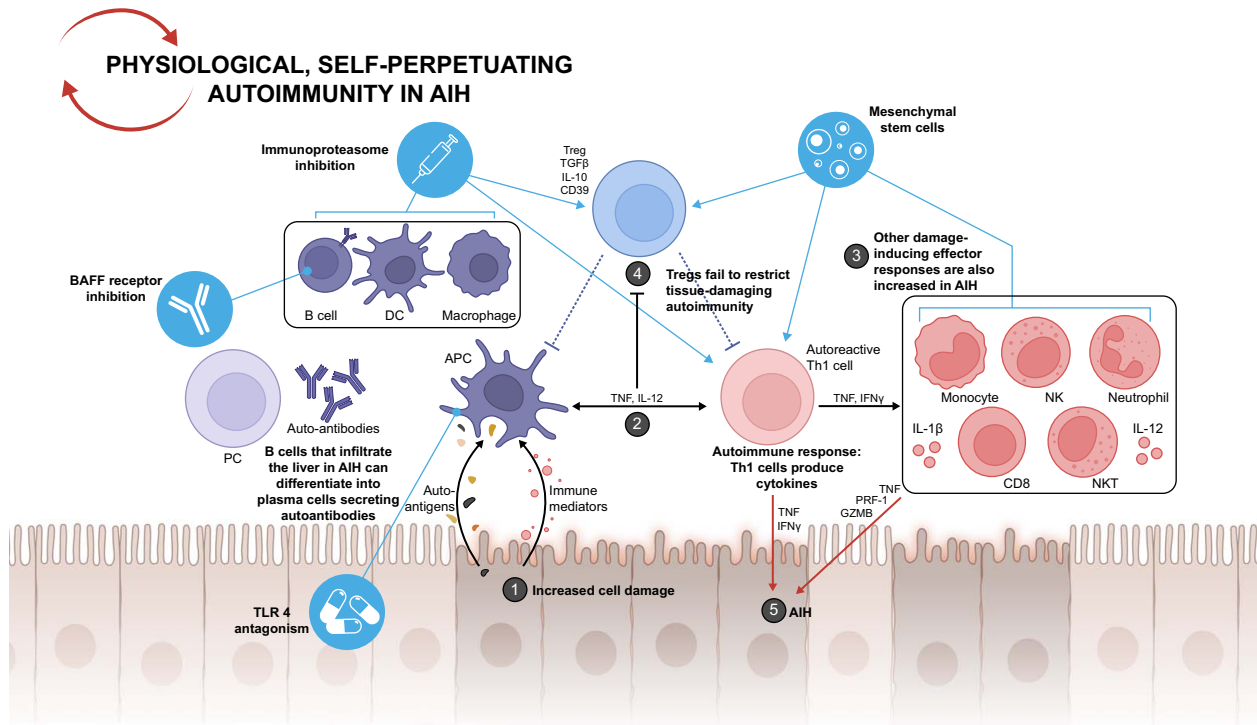 PHYSIOLOGICAL, SELF-PERPETUATING
AUTOIMMUNITY IN AIH
Immunoproteasome
inhibition
Treg
TGFβ
IL-10
CD39
Mesenchymal
stem cells
BAFF receptor
inhibition
B cell
DC
Macrophage
4
Tregs fail to restrict
tissue-damaging
autoimmunity
3
Other damage-
inducing effector
responses are also
increased in AIH
PC
Auto-antibodies
B cells that infiltrate
the liver in AIH can
differentiate into
plasma cells secreting
autoantibodies
APC
TNF, IL-12
2
Autoreactive
Th1 cell
TNF, IFNγ
Monocyte
NK
Neutrophil
IL-1β
CD8
NKT
IL-12
Autoimmune response:
Th1 cells produce
cytokines
Auto-
antigens
Immune
mediators
TNF
IFNγ
TNF
PRF-1
GZMB
1
Increased cell damage
5
AIH
TLR 4
antagonism